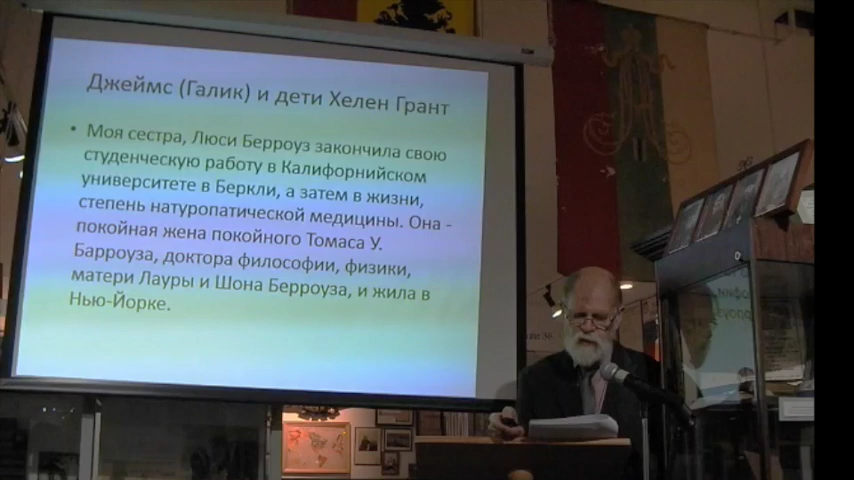 Джеймс (Галик) и дети Хелен Грант
• Моя сестра, Люси Берроуз закончила свою
студенческую работу в Калифорнийском
университете в Беркли, а затем в жизни,
степень натуропатической медицины. Она -
покойная жена покойного Томаса У.
Барроуза, доктора философии, физики,
матери Лауры и Шона Берроуза, и жила в
Нью-Йорке.